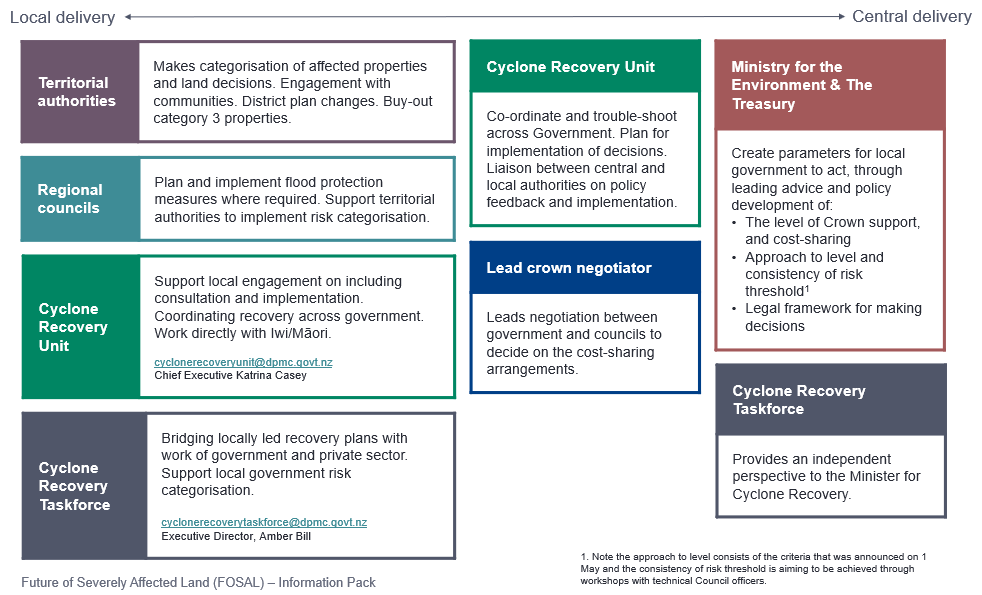 Local delivery
Central delivery
Territorial
authorities
Makes categorisation of affected properties
and land decisions. Engagement with
communities. District plan changes. Buy-out
category 3 properties.
Regional
councils
Plan and implement flood protection
measures where required. Support territorial
authorities to implement risk categorisation.
Cyclone
Recovery
Unit
Support local engagement on including
consultation and implementation.
Coordinating recovery across government.
Work directly with Iwi/Māori.
cyclonerecoveryunit@dpmc.govt.nz
Chief Executive Katrina Casey
Cyclone
Recovery
Taskforce
Bridging locally led recovery plans with
work of government and private sector.
Support local government risk
categorisation.
cyclonerecoverytaskforce@dpmc.govt.nz
Executive Director, Amber Bill
Cyclone Recovery Unit
Co-ordinate and trouble-shoot
across Government. Plan for
implementation of decisions.
Liaison between central and
local authorities on policy
feedback and implementation.
Lead crown negotiator
Leads negotiation between
government and councils to
decide on the cost-sharing
arrangements.
Ministry for the
Environment & The
Treasury
Create parameters for local
government to act, through
leading advice and policy
development of:
• The level of Crown support,
and cost-sharing
• Approach to level and
consistency of risk
threshold¹
• Legal framework for making
decisions
Cyclone Recovery
Taskforce
Provides an independent
perspective to the Minister for
Cyclone Recovery.
1. Note the approach to level consists of the criteria that was announced on 1
May and the consistency of risk threshold is aiming to be achieved through
workshops with technical Council officers.
Future of Severely Affected Land (FOSAL) – Information Pack